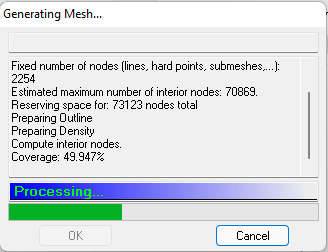 Generating Mesh...
Fixed number of nodes (lines, hard points, submeshes,...):
2254
Estimated maximum number of interior nodes: 70869.
Reserving space for: 73123 nodes total
Preparing Outline
Preparing Density
Compute interior nodes.
Coverage: 49.947%
Processing...
OK
Cancel